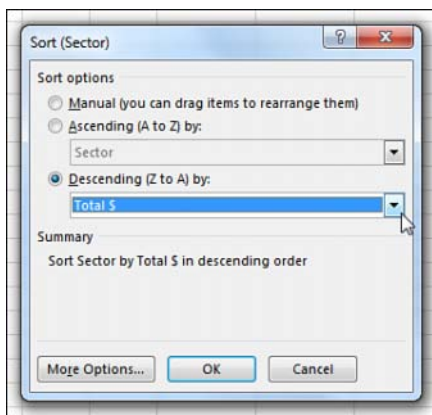 Sort (Sector)
?
Sort options
Manual (you can drag items to rearrange them)
Ascending (A to Z) by:
Sector
Descending (Z to A) by:
Total $
Summary
Sort Sector by Total $ in descending order
More Options... OK Cancel